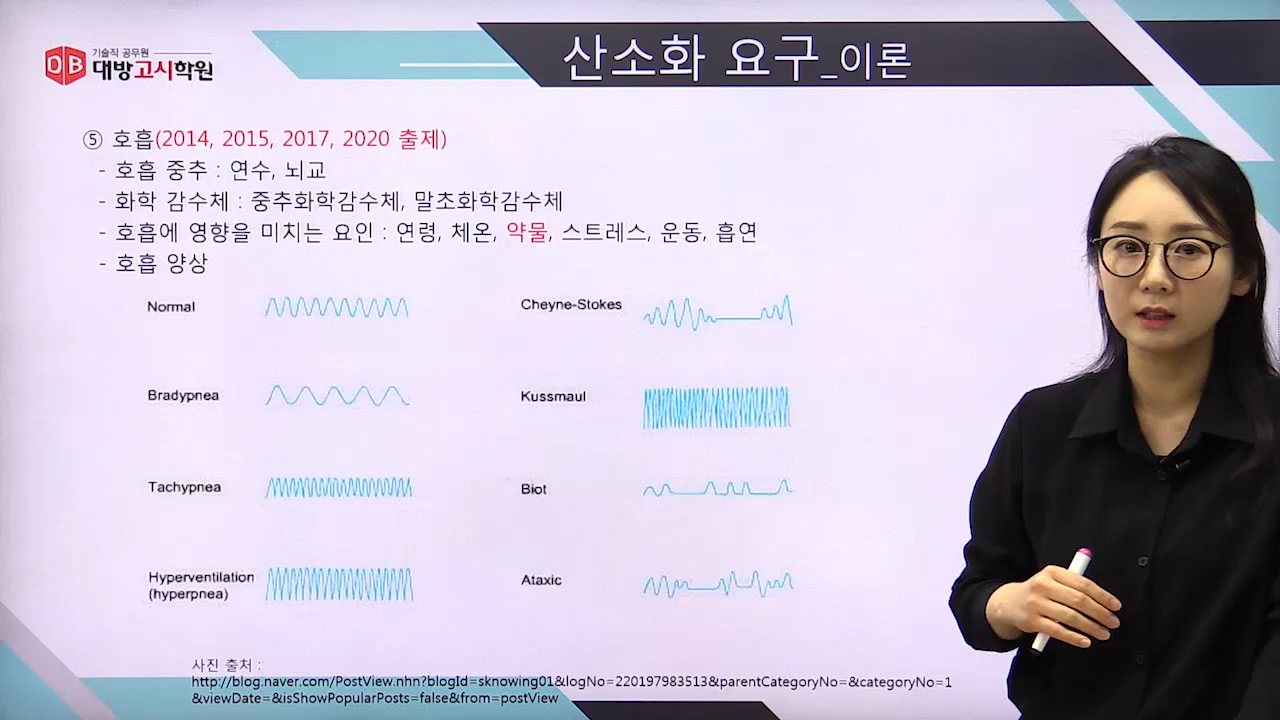 DB 기술직 공무원
대방고시학원
산소화 요구_이론
⑤ 호흡(2014, 2015, 2017, 2020 출제)
- 호흡 중추 : 연수, 뇌교
- 화학 감수체 : 중추화학감수체, 말초화학감수체
- 호흡에 영향을 미치는 요인 : 연령, 체온, 약물, 스트레스, 운동, 흡연
- 호흡 양상
Normal
Cheyne-Stokes
Bradypnea
Kussmaul
Tachypnea
Biot
Hyperventilation
(hyperpnea)
Ataxic
사진 출처 :
http://blog.naver.com/PostView.nhn?blogId=sknowing01&logNo=220197983513&parentCategoryNo=&categoryNo=1
&viewDate=&isShowPopularPosts=false&from=postView